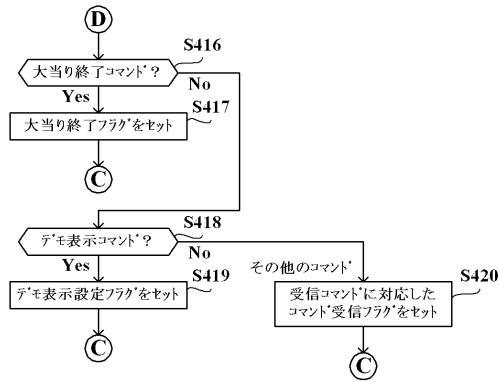 D
S416
大当り終了ｺﾏﾝﾄﾞ?
Yes
No
S417
大当り終了ﾌﾗｸﾞをｾｯﾄ
C
S418
ﾃﾞﾓ表示ｺﾏﾝﾄﾞ?
Yes
No
その他のｺﾏﾝﾄﾞ
S419
ﾃﾞﾓ表示設定ﾌﾗｸﾞをｾｯﾄ
S420
受信ｺﾏﾝﾄﾞに対応した
ｺﾏﾝﾄﾞ受信ﾌﾗｸﾞをｾｯﾄ
C
C